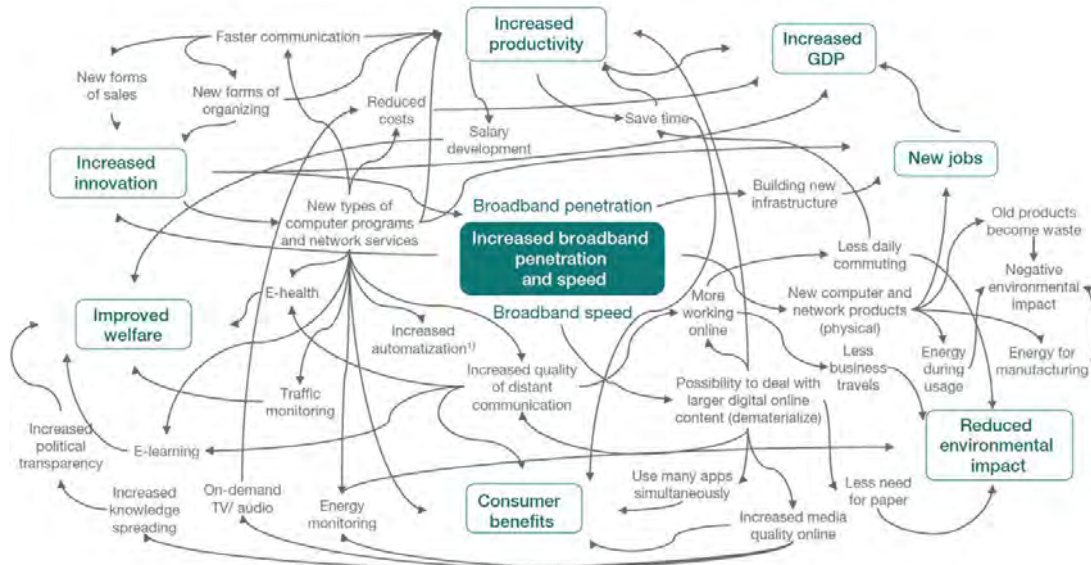 Increased
productivity
Increased
GDP
Faster communication
New forms
of sales
New forms of
organizing
Reduced
costs
Salary
development
Save time
Increased
innovation
New jobs
Building new
infrastructure
New types of
computer programs
and network services
Broadband penetration
Increased broadband
penetration
and speed
Broadband speed
Old products
become waste
Less daily
commuting
Negative
environmental
impact
E-health
More
working
online
New computer and
network products
(physical)
Improved
welfare
Increased
automatization¹⁾
Less
business
travels
Energy
during
usage
Energy for
manufacturing
Increased quality
of distant
communication
Possibility to deal with
larger digital online
content (dematerialize)
Traffic
monitoring
Increased
political
transparency
E-learning
Reduced
environmental
impact
Increased
knowledge
spreading
On-demand
TV/ audio
Energy
monitoring
Consumer
benefits
Use many apps
simultaneously
Less need
for paper
Increased media
quality online